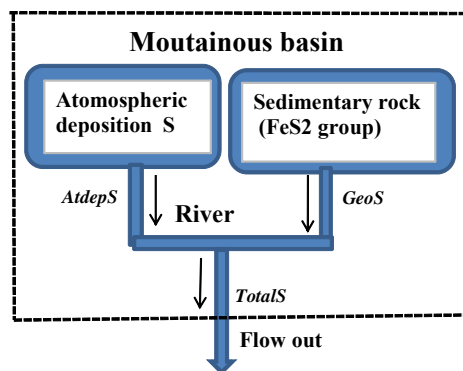 Moutainous basin
Atomospheric
deposition S
Sedimentary rock
(FeS2 group)
AtdepS
River
GeoS
TotalS
Flow out